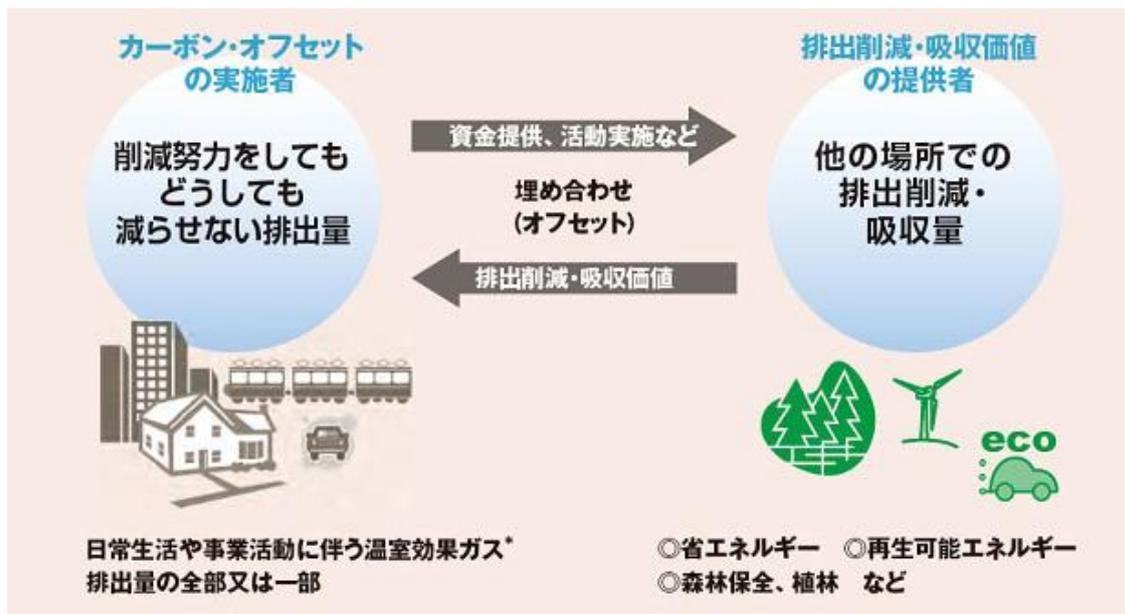 カーボン・オフセット
の実施者
削減努力をしても
どうしても
減らせない排出量
資金提供、活動実施など
埋め合わせ
(オフセット)
排出削減・吸収価値
排出削減・吸収価値
の提供者
他の場所での
排出削減・
吸収量
eco
日常生活や事業活動に伴う温室効果ガス*
排出量の全部又は一部
◎省エネルギー ◎再生可能エネルギー
◎森林保全、植林 など